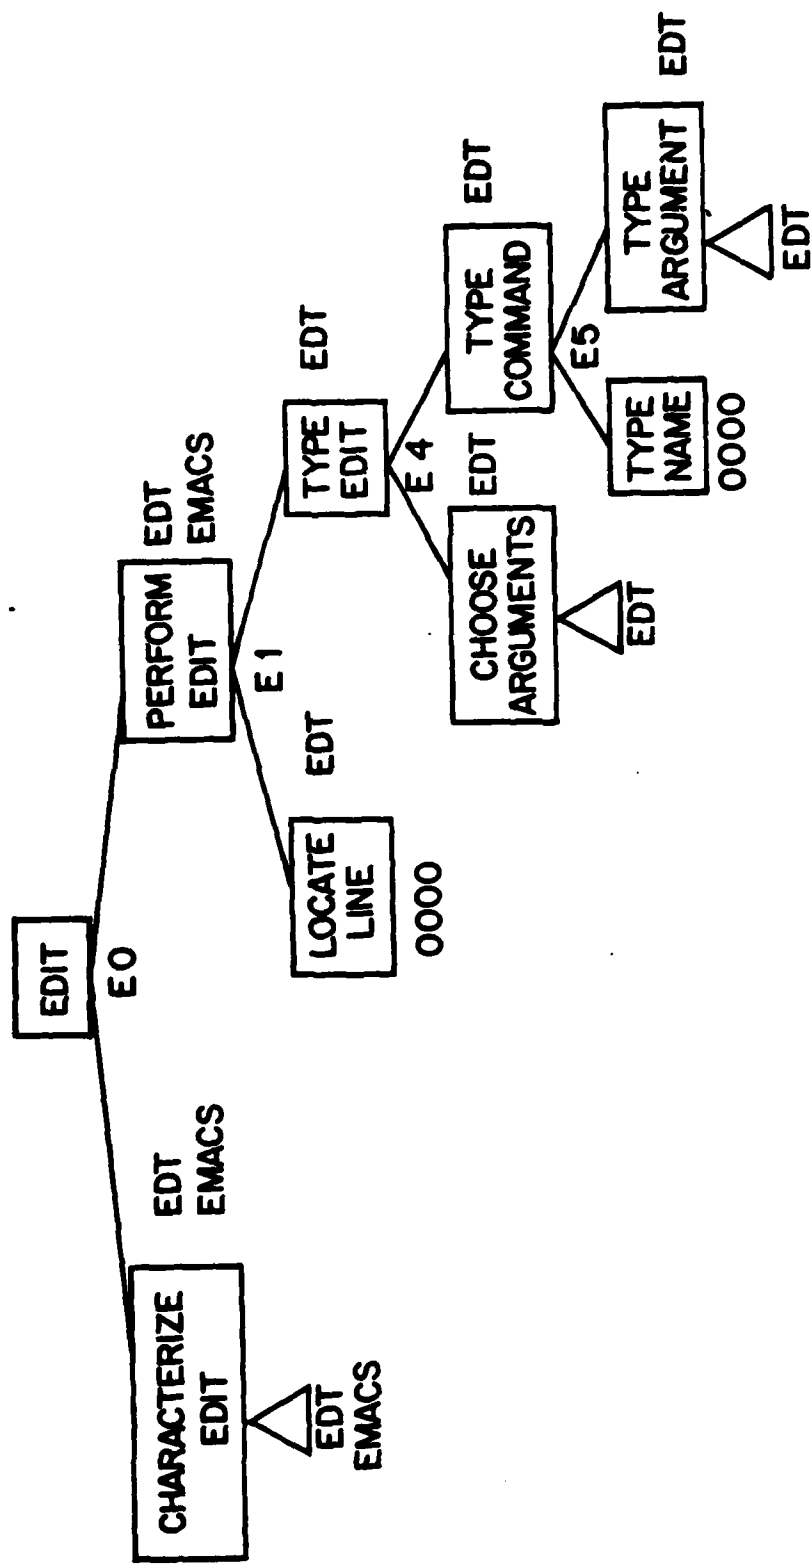 EDIT
E0
CHARACTERIZE
EDIT
EDT
EMACS
EDT
EMACS
PERFORM
EDIT
EDT
EMACS
E1
LOCATE
LINE
EDT
0000
TYPE
EDIT
EDT
E4
CHOOSE
ARGUMENTS
EDT
EDT
TYPE
COMMAND
EDT
E5
TYPE
NAME
0000
TYPE
ARGUMENT
EDT
EDT